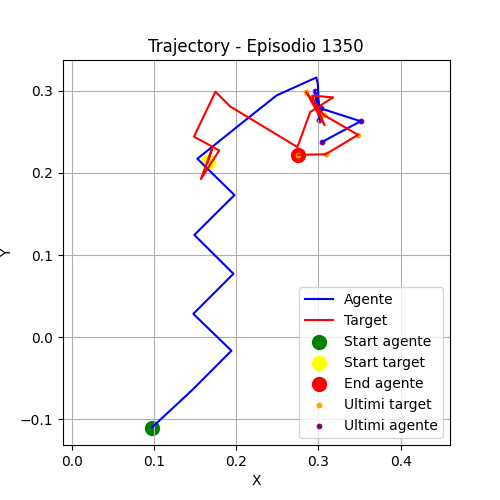 Trajectory - Episodio 1350
Y
0.3
0.2
0.1
0.0
−0.1
0.0 0.1 0.2 0.3 0.4
X
Agente
Target
Start agente
Start target
End agente
Ultimi target
Ultimi agente